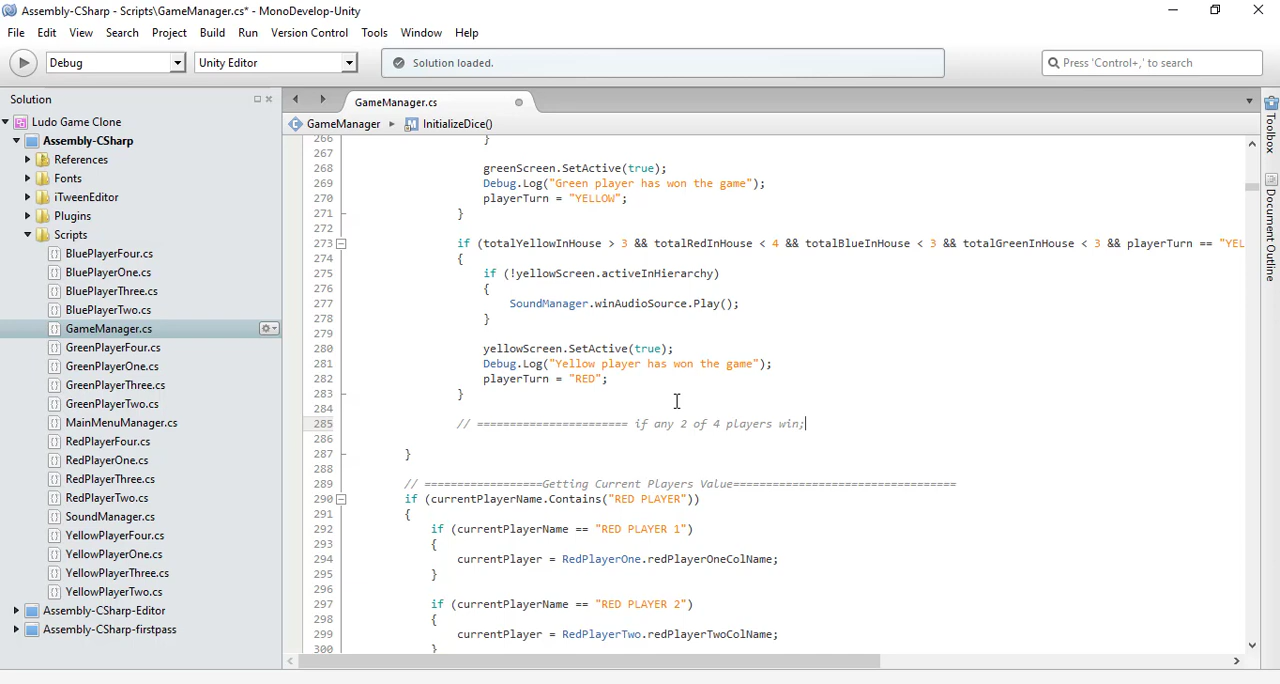 Assembly-CSharp - Scripts\GameManager.cs* - MonoDevelop-Unity
File Edit View Search Project Build Run Version Control Tools Window Help
Debug Unity Editor Solution loaded. Press 'Control+,' to search
Solution
Ludo Game Clone
Assembly-CSharp
References
Fonts
iTweenEditor
Plugins
Scripts
BluePlayerFour.cs
BluePlayerOne.cs
BluePlayerThree.cs
BluePlayerTwo.cs
GameManager.cs
GreenPlayerFour.cs
GreenPlayerOne.cs
GreenPlayerThree.cs
GreenPlayerTwo.cs
MainMenuManager.cs
RedPlayerFour.cs
RedPlayerOne.cs
RedPlayerThree.cs
RedPlayerTwo.cs
SoundManager.cs
YellowPlayerFour.cs
YellowPlayerOne.cs
YellowPlayerThree.cs
YellowPlayerTwo.cs
Assembly-CSharp-Editor
Assembly-CSharp-firstpass
GameManager.cs
GameManager InitializeDice()
266 }
267
268 greenScreen.SetActive(true);
269 Debug.Log("Green player has won the game");
270 playerTurn = "YELLOW";
271 }
272
273 if (totalYellowInHouse > 3 && totalRedInHouse < 4 && totalBlueInHouse < 3 && totalGreenInHouse < 3 && playerTurn == "YEL
274 {
275 if (!yellowScreen.activeInHierarchy)
276 {
277 SoundManager.winAudioSource.Play();
278 }
279
280 yellowScreen.SetActive(true);
281 Debug.Log("Yellow player has won the game");
282 playerTurn = "RED";
283 }
284
285 // ======================= if any 2 of 4 players win;
286
287 }
288
289 // ==================Getting Current Players Value==================================
290 if (currentPlayerName.Contains("RED PLAYER"))
291 {
292 if (currentPlayerName == "RED PLAYER 1")
293 {
294 currentPlayer = RedPlayerOne.redPlayerOneColName;
295 }
296
297 if (currentPlayerName == "RED PLAYER 2")
298 {
299 currentPlayer = RedPlayerTwo.redPlayerTwoColName;
300 }
Toolbox
Document Outline